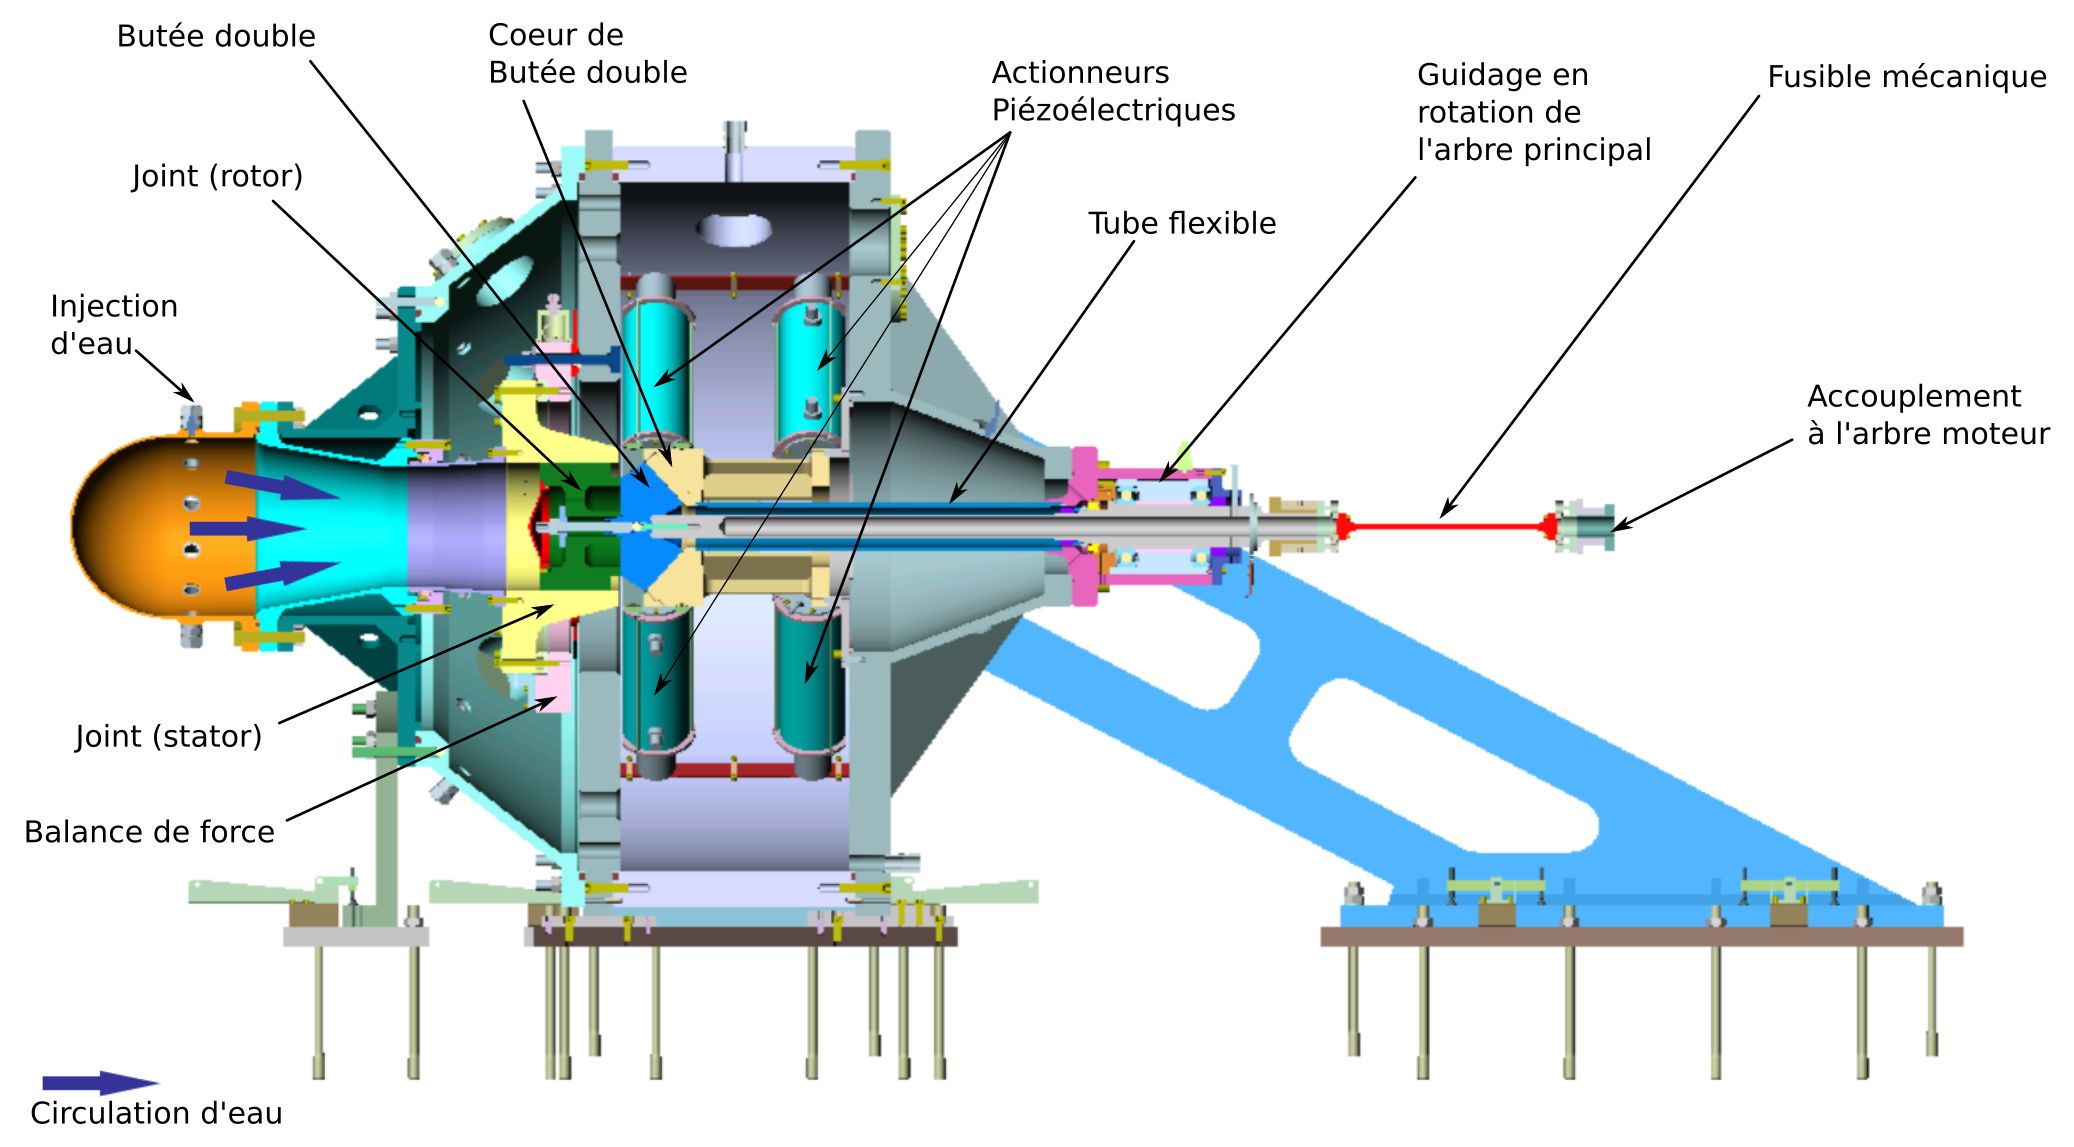 Butée double
Coeur de
Butée double
Actionneurs
Piézoélectriques
Guidage en
rotation de
l'arbre principal
Fusible mécanique
Joint (rotor)
Tube flexible
Injection
d'eau
Accouplement
à l'arbre moteur
Joint (stator)
Balance de force
Circulation d'eau